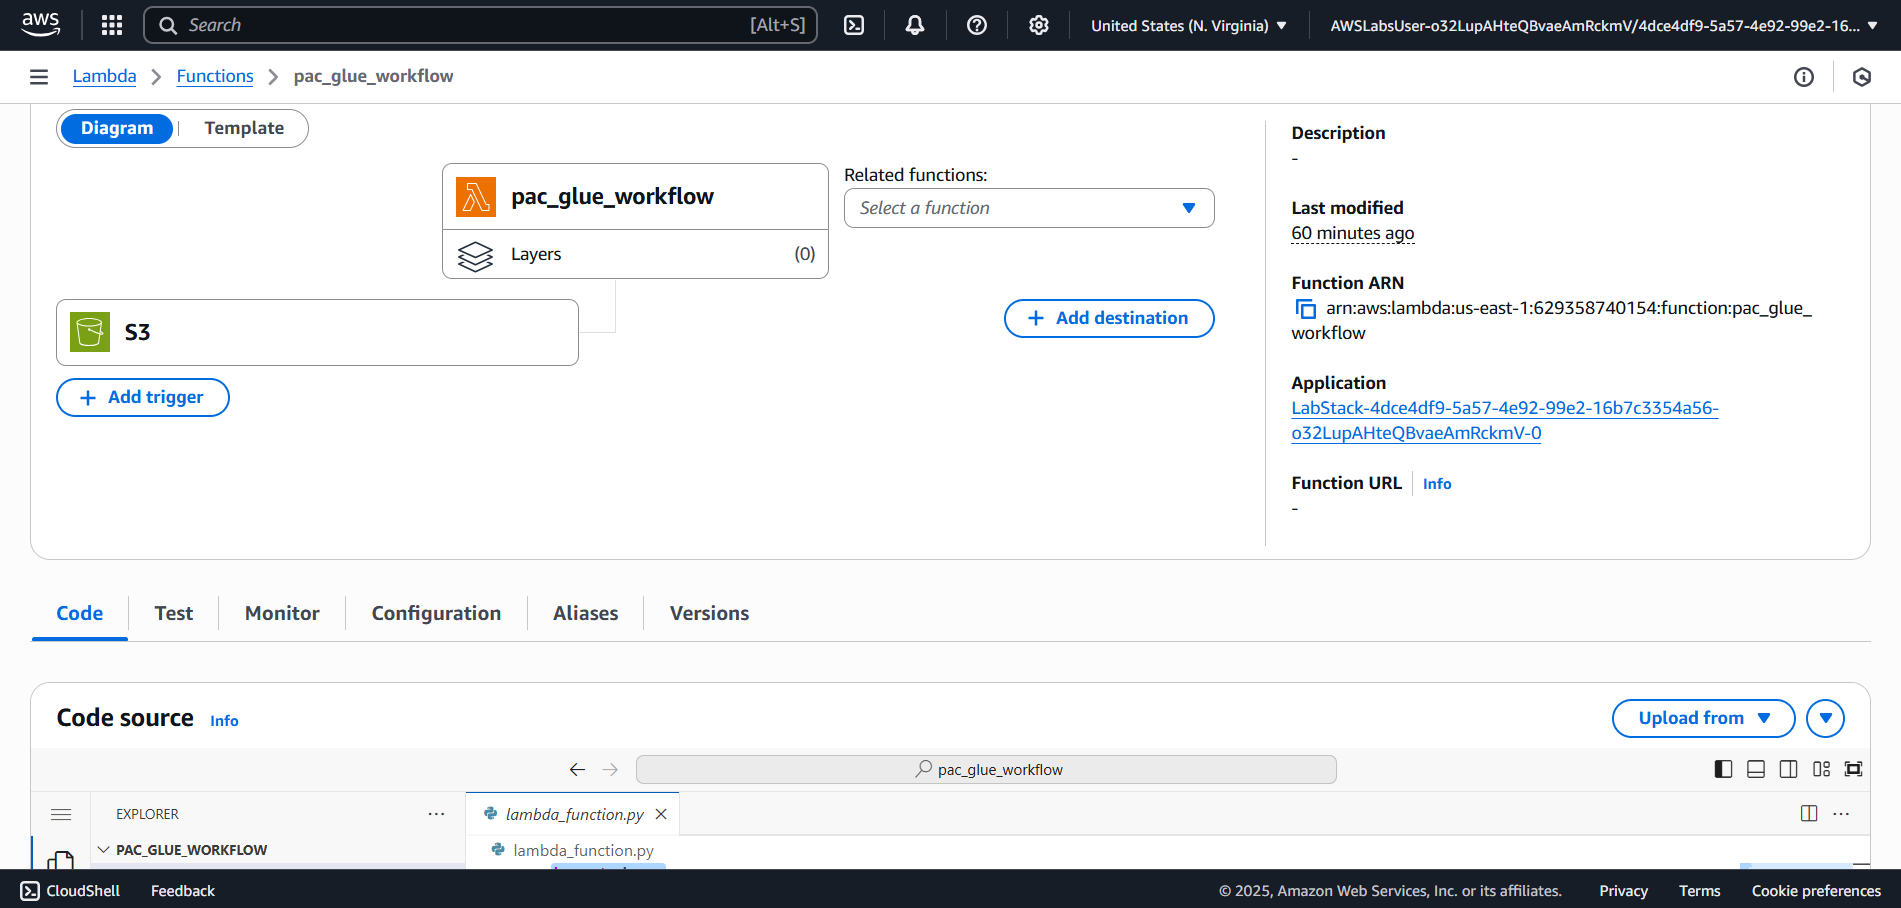 aws
Search
[Alt+S]
United States (N. Virginia)
AWSLabsUser-o32LupAHteQBvaeAmRckmV/4dce4df9-5a57-4e92-99e2-16...
Lambda
Functions
pac_glue_workflow
Diagram
Template
pac_glue_workflow
Layers
(0)
Related functions:
Select a function
S3
Add destination
Add trigger
Description
-
Last modified
60 minutes ago
Function ARN
arn:aws:lambda:us-east-1:629358740154:function:pac_glue_
workflow
Application
LabStack-4dce4df9-5a57-4e92-99e2-16b7c3354a56-
o32LupAHteQBvaeAmRckmV-0
Function URL
Info
-
Code
Test
Monitor
Configuration
Aliases
Versions
Code source
Info
Upload from
pac_glue_workflow
EXPLORER
lambda_function.py
PAC_GLUE_WORKFLOW
lambda_function.py
CloudShell
Feedback
© 2025, Amazon Web Services, Inc. or its affiliates.
Privacy
Terms
Cookie preferences